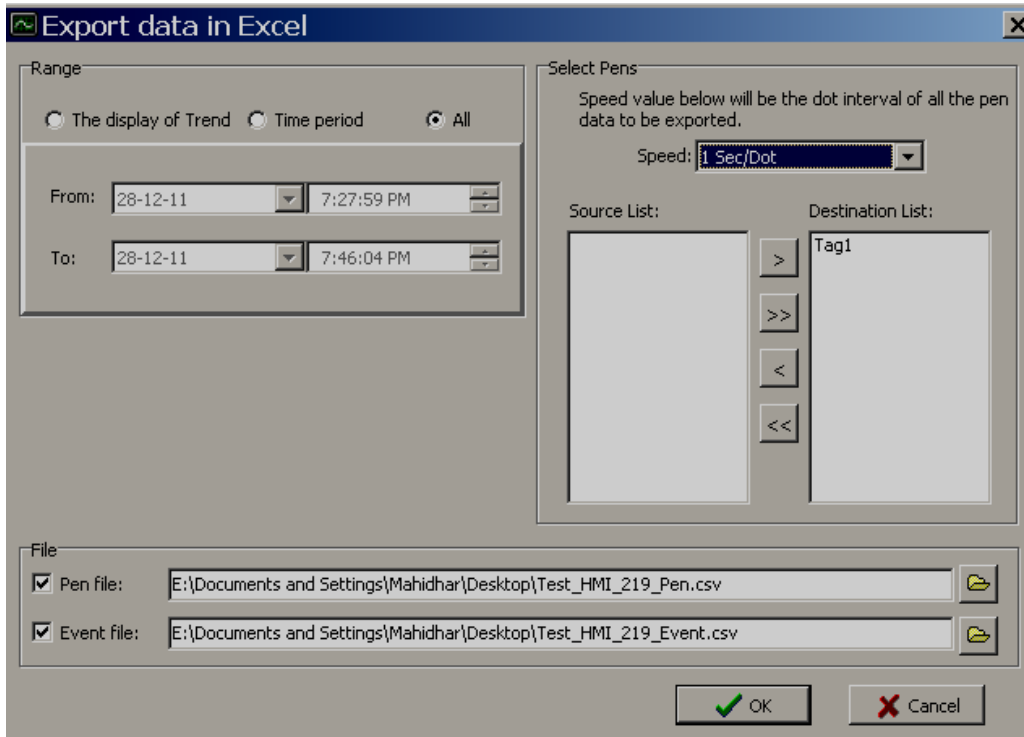 Export data in Excel
Range
The display of Trend
Time period
All
From:
28-12-11
7:27:59 PM
To:
28-12-11
7:46:04 PM
Select Pens
Speed value below will be the dot interval of all the pen
data to be exported.
Speed:
1 Sec/Dot
Source List:
Destination List:
Tag1
>
>>
<
<<
File
Pen file:
E:\Documents and Settings\Mahidhar\Desktop\Test_HMI_219_Pen.csv
Event file:
E:\Documents and Settings\Mahidhar\Desktop\Test_HMI_219_Event.csv
OK
Cancel